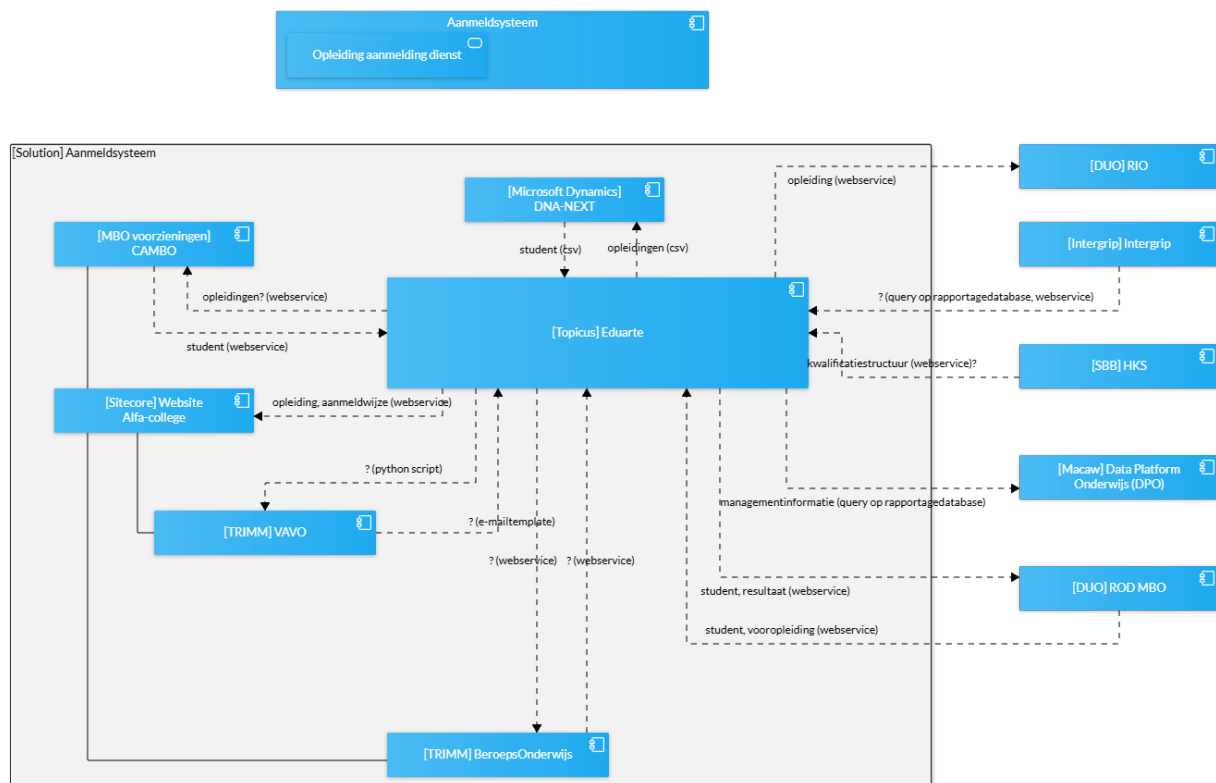 Aanmeldsysteem
Opleiding aanmelding dienst
[Solution] Aanmeldsysteem
[DUO] RIO
opleiding (webservice)
[Microsoft Dynamics]
DNA-NEXT
[MBO voorzieningen]
CAMBO
[Intergrip] Intergrip
student (csv)
opleidingen (csv)
opleidingen? (webservice)
? (query op rapportagedatabase, webservice)
[Topicus] Eduarte
student (webservice)
kwalificatiestructuur (webservice)?
[SBB] HKS
[Sitecore] Website
Alfa-college
opleiding, aanmeldwijze (webservice)
? (python script)
[Macaw] Data Platform
Onderwijs (DPO)
managementinformatie (query op rapportagedatabase)
? (e-mailtemplate)
[TRIMM] VAVO
? (webservice)
? (webservice)
student, resultaat (webservice)
[DUO] ROD MBO
student, vooropleiding (webservice)
[TRIMM] BeroepsOnderwijs